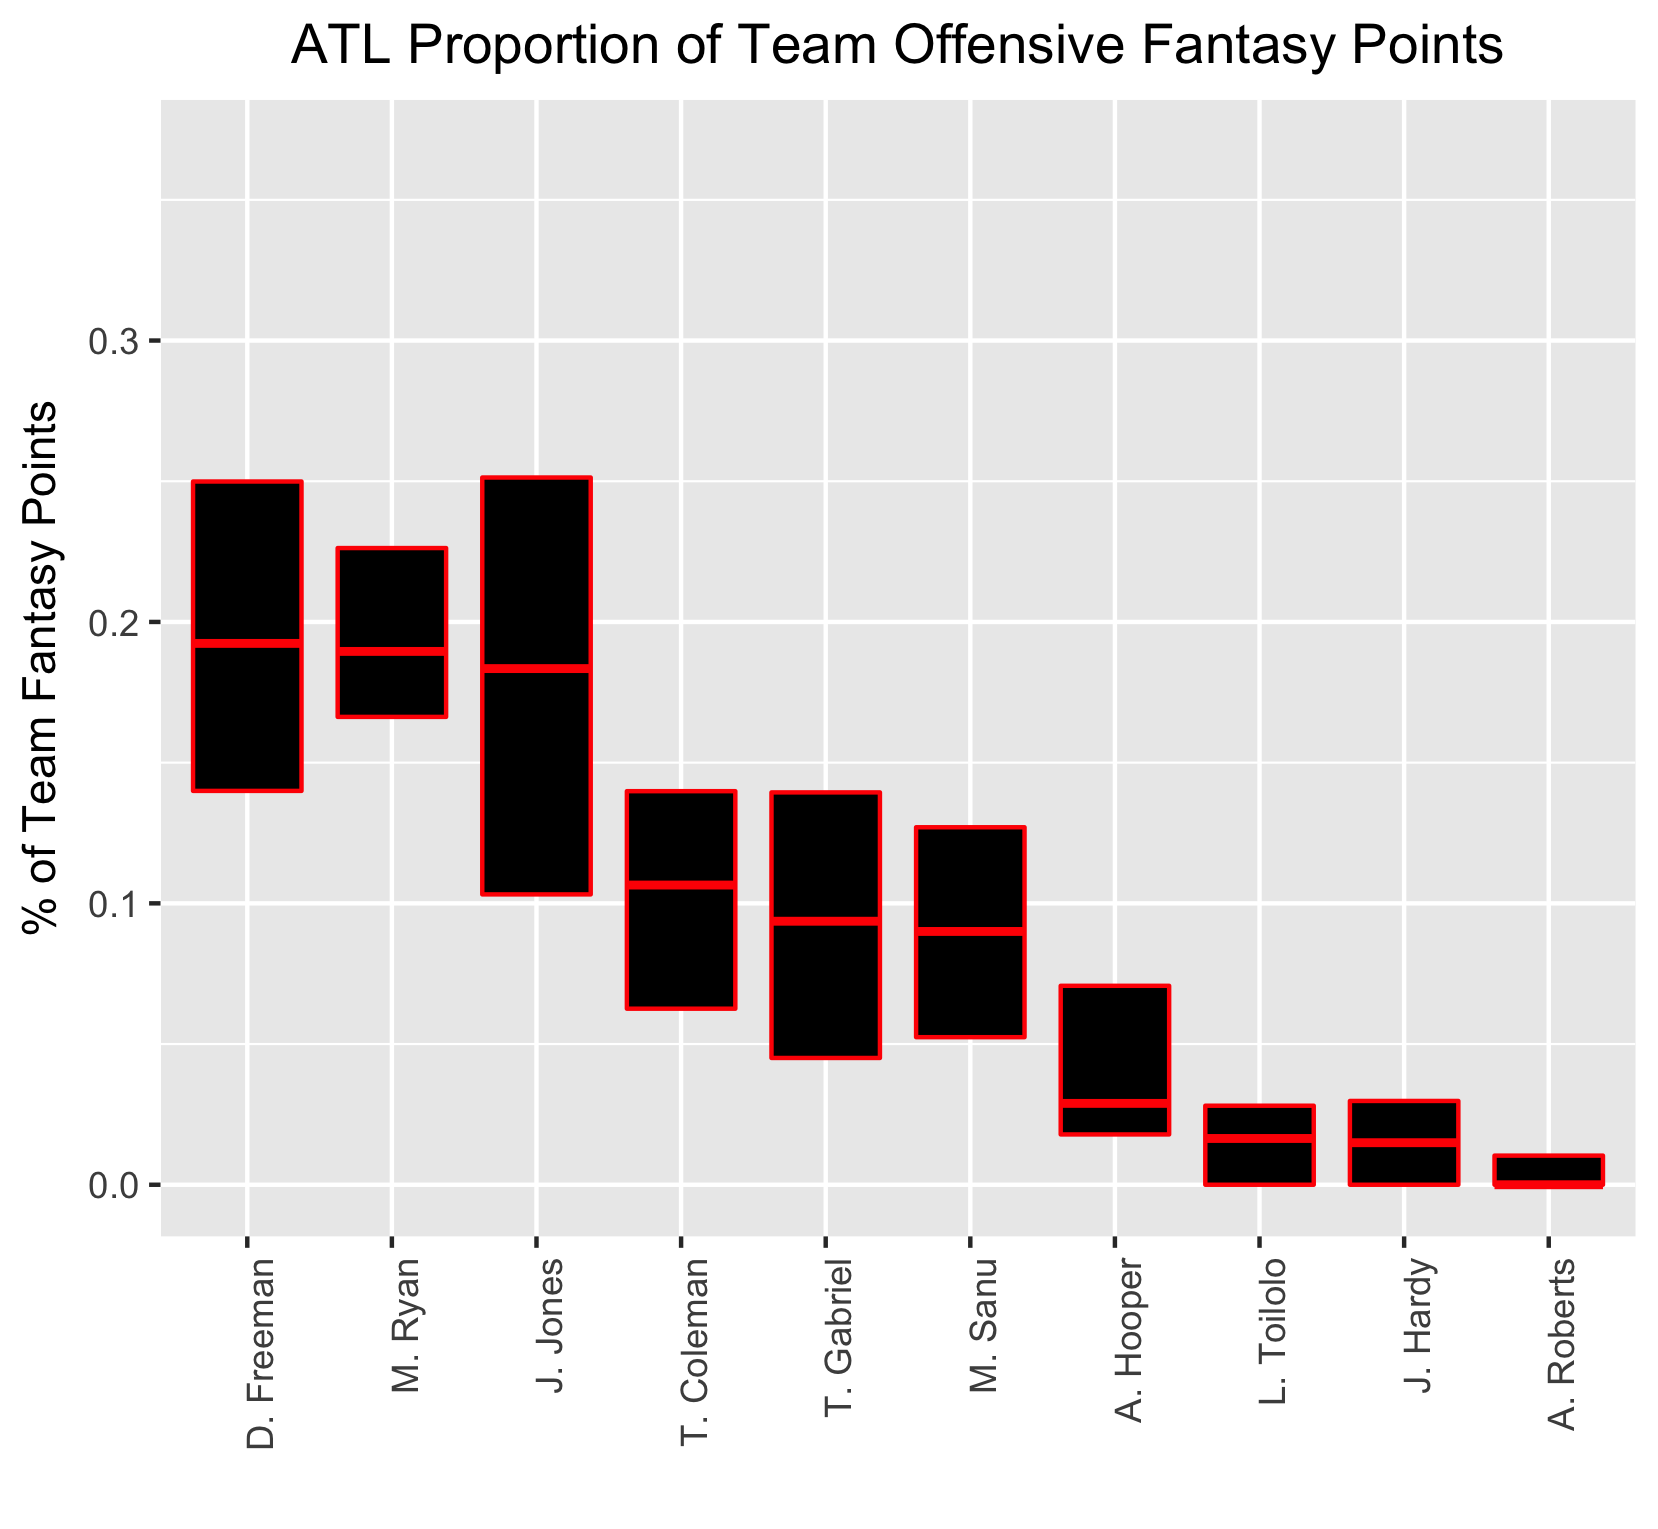 ATL Proportion of Team Offensive Fantasy Points
% of Team Fantasy Points
0.3
0.2
0.1
0.0
D. Freeman
M. Ryan
J. Jones
T. Coleman
T. Gabriel
M. Sanu
A. Hooper
L. Toilolo
J. Hardy
A. Roberts